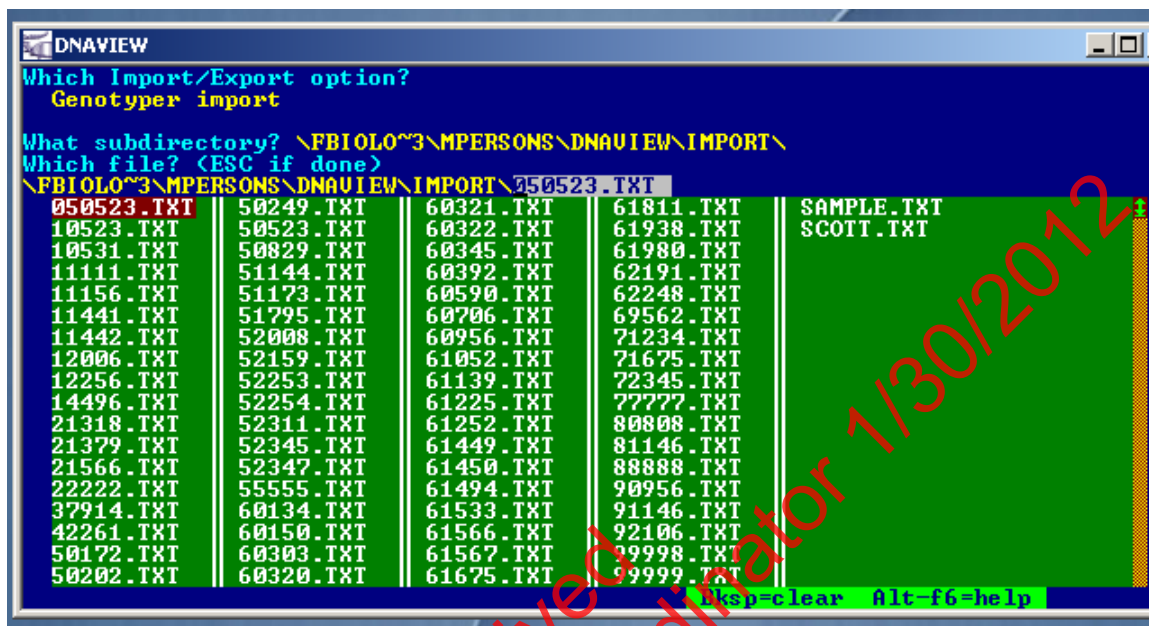 DNAVIEW
Which Import/Export option?
Genotyper import
What subdirectory? \FBIOLO~3\MPERSONS\DNAVIEW\IMPORT\
Which file? (ESC if done)
\FBIOLO~3\MPERSONS\DNAVIEW\IMPORT\050523.TXT
050523.TXT 50249.TXT 60321.TXT 61811.TXT SAMPLE.TXT
10523.TXT 50523.TXT 60322.TXT 61938.TXT SCOTT.TXT
10531.TXT 50829.TXT 60345.TXT 61980.TXT
11111.TXT 51144.TXT 60392.TXT 62191.TXT
11156.TXT 51173.TXT 60590.TXT 62248.TXT
11441.TXT 51795.TXT 60706.TXT 69562.TXT
11442.TXT 52008.TXT 60956.TXT 71234.TXT
12006.TXT 52159.TXT 61052.TXT 71675.TXT
12256.TXT 52253.TXT 61139.TXT 72345.TXT
14496.TXT 52254.TXT 61225.TXT 77777.TXT
21318.TXT 52311.TXT 61252.TXT 80808.TXT
21379.TXT 52345.TXT 61449.TXT 81146.TXT
21566.TXT 52347.TXT 61450.TXT 88888.TXT
22222.TXT 55555.TXT 61494.TXT 90956.TXT
37914.TXT 60134.TXT 61533.TXT 91146.TXT
42261.TXT 60150.TXT 61566.TXT 92106.TXT
50172.TXT 60303.TXT 61567.TXT 99998.TXT
50202.TXT 60320.TXT 61675.TXT 99999.TXT
Bksp=clear Alt-f6=help
1/30/2012